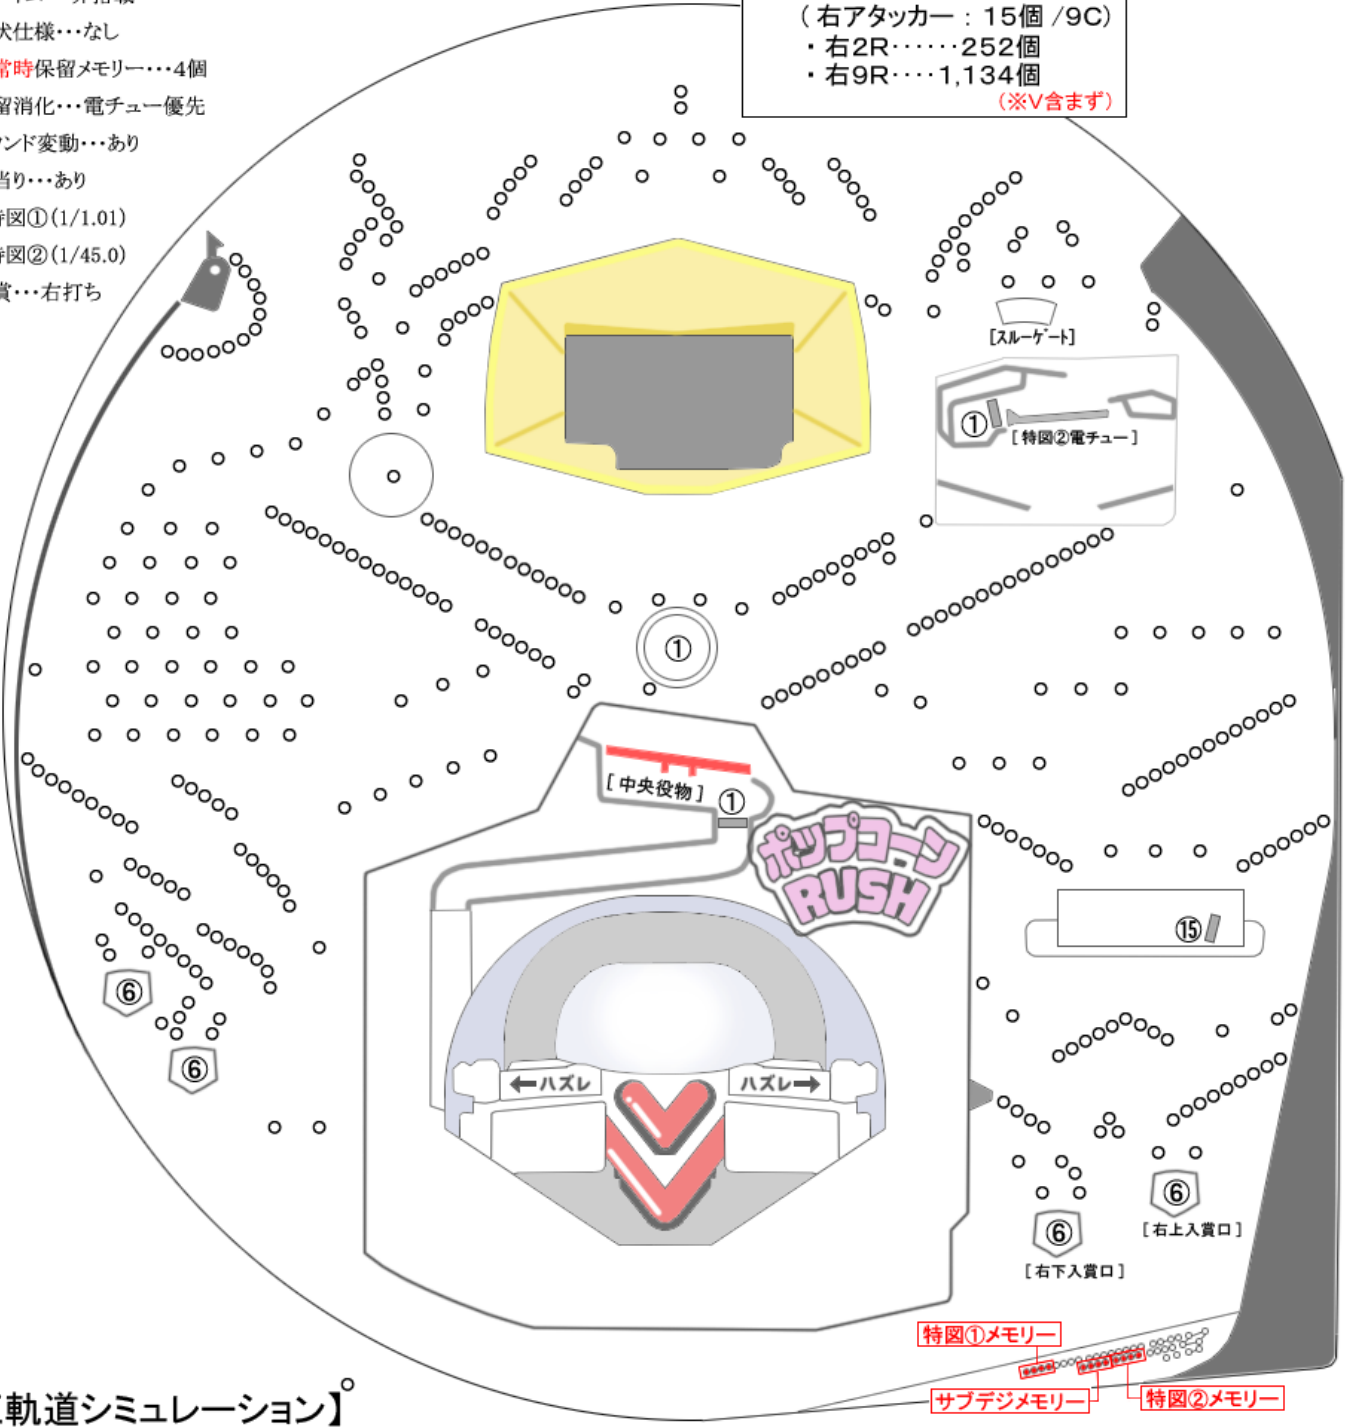 伏仕様･･･なし
常時保留メモリー･･･4個
留消化･･･電チュー優先
ウンド変動･･･あり
当り･･･あり
特図①(1/1.01)
特図②(1/45.0)
賞･･･右打ち
(右アタッカー：15個/9C)
・右2R･･････252個
・右9R････1,134個
(※V含まず)
[スルーゲート]
①
[特図②電チュー]
①
[中央役物]
①
ポップコーン
RUSH
⑮
⑥
⑥
←ハズレ
ハズレ→
⑥
[右上入賞口]
⑥
[右下入賞口]
特図①メモリー
サブデジメモリー
特図②メモリー
軌道シミュレーション】